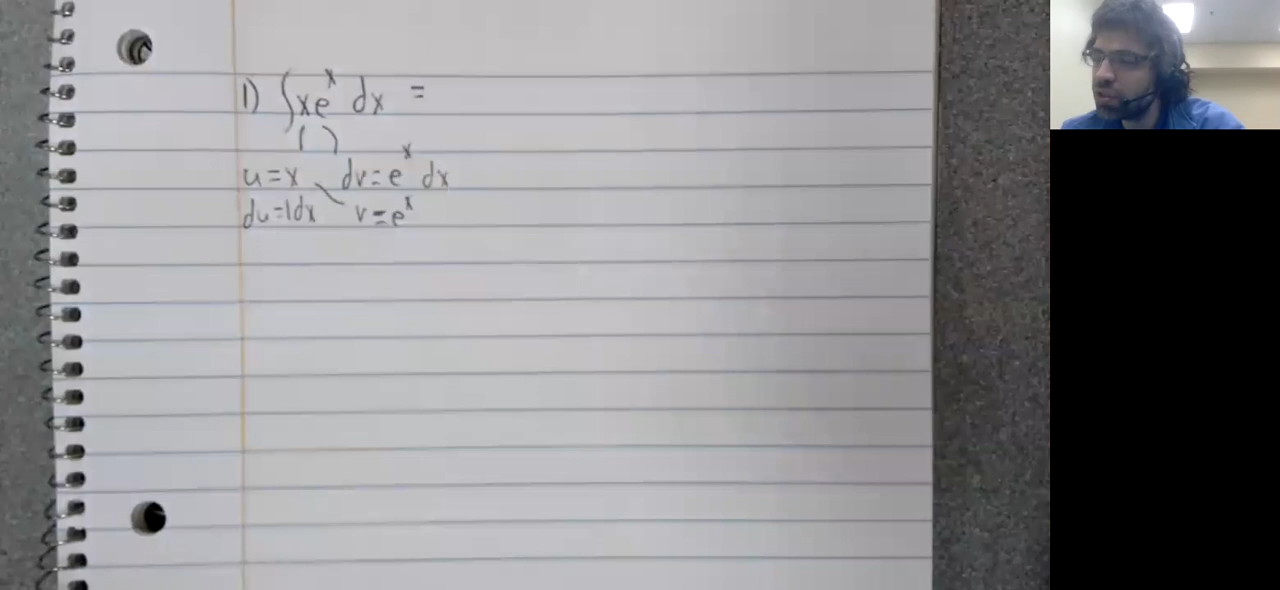 1) ∫xe^x dx =
( )
u=x dv=e^x dx
du=1dx v=e^x